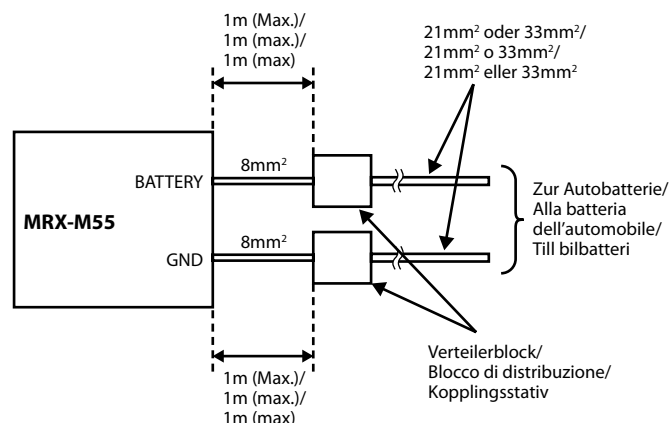 1m (Max.)/
1m (max.)/
1m (max)
21mm² oder 33mm²/
21mm² o 33mm²/
21mm² eller 33mm²
BATTERY
8mm²
MRX-M55
GND
8mm²
Zur Autobatterie/
Alla batteria
dell'automobile/
Till bilbatteri
1m (Max.)/
1m (max.)/
1m (max)
Verteilerblock/
Blocco di distribuzione/
Kopplingsstativ